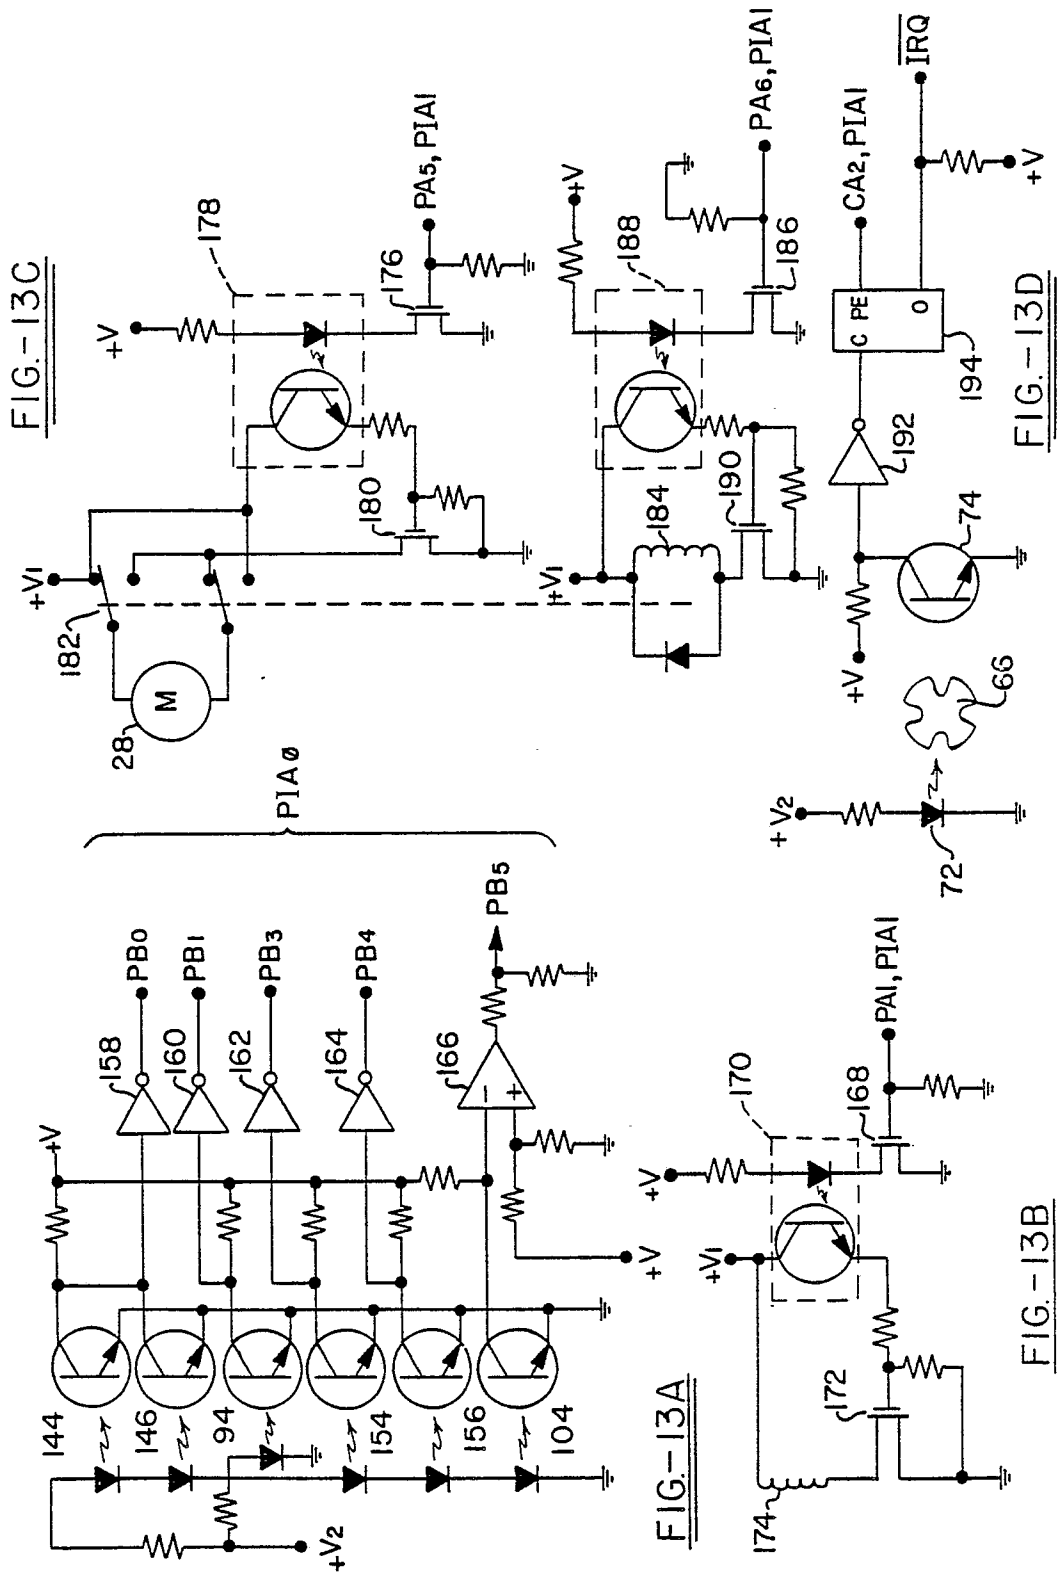 FIG.-13A
144
146
94
154
156
104
+V2
+V
158
160
162
164
166
−
+
+V
PB0
PB1
PB3
PB4
PB5
PIAØ
FIG.-13B
174
172
+V1
170
+V
168
PA1, PIA1
FIG.-13C
28
M
182
+V1
180
178
+V
176
PA5, PIA1
+V1
184
190
188
+V
186
PA6, PIA1
FIG.-13D
72
+V2
66
+V
74
192
C PE
O
194
CA2, PIA1
IRQ
+V